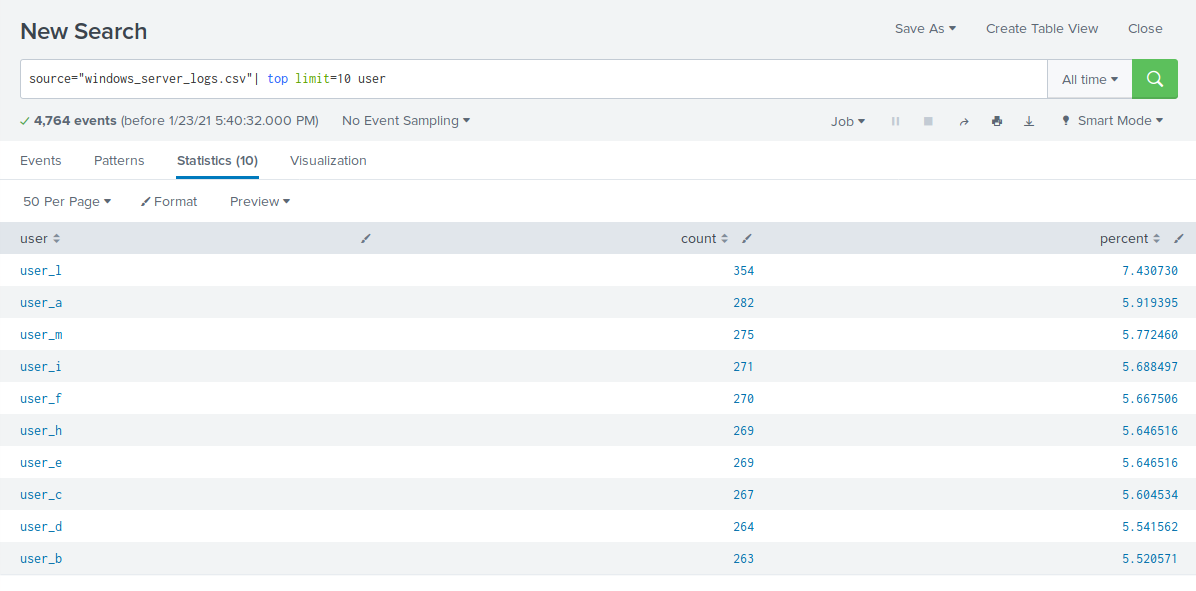 New Search
Save As Create Table View Close
source="windows_server_logs.csv"| top limit=10 user
All time
4,764 events (before 1/23/21 5:40:32.000 PM) No Event Sampling Job Smart Mode
Events Patterns Statistics (10) Visualization
50 Per Page Format Preview
user count percent
user_l 354 7.430730
user_a 282 5.919395
user_m 275 5.772460
user_i 271 5.688497
user_f 270 5.667506
user_h 269 5.646516
user_e 269 5.646516
user_c 267 5.604534
user_d 264 5.541562
user_b 263 5.520571